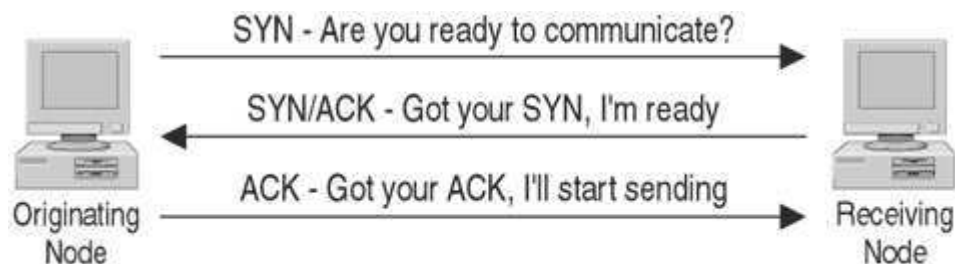 SYN - Are you ready to communicate?
SYN/ACK - Got your SYN, I'm ready
ACK - Got your ACK, I'll start sending
Originating
Node
Receiving
Node